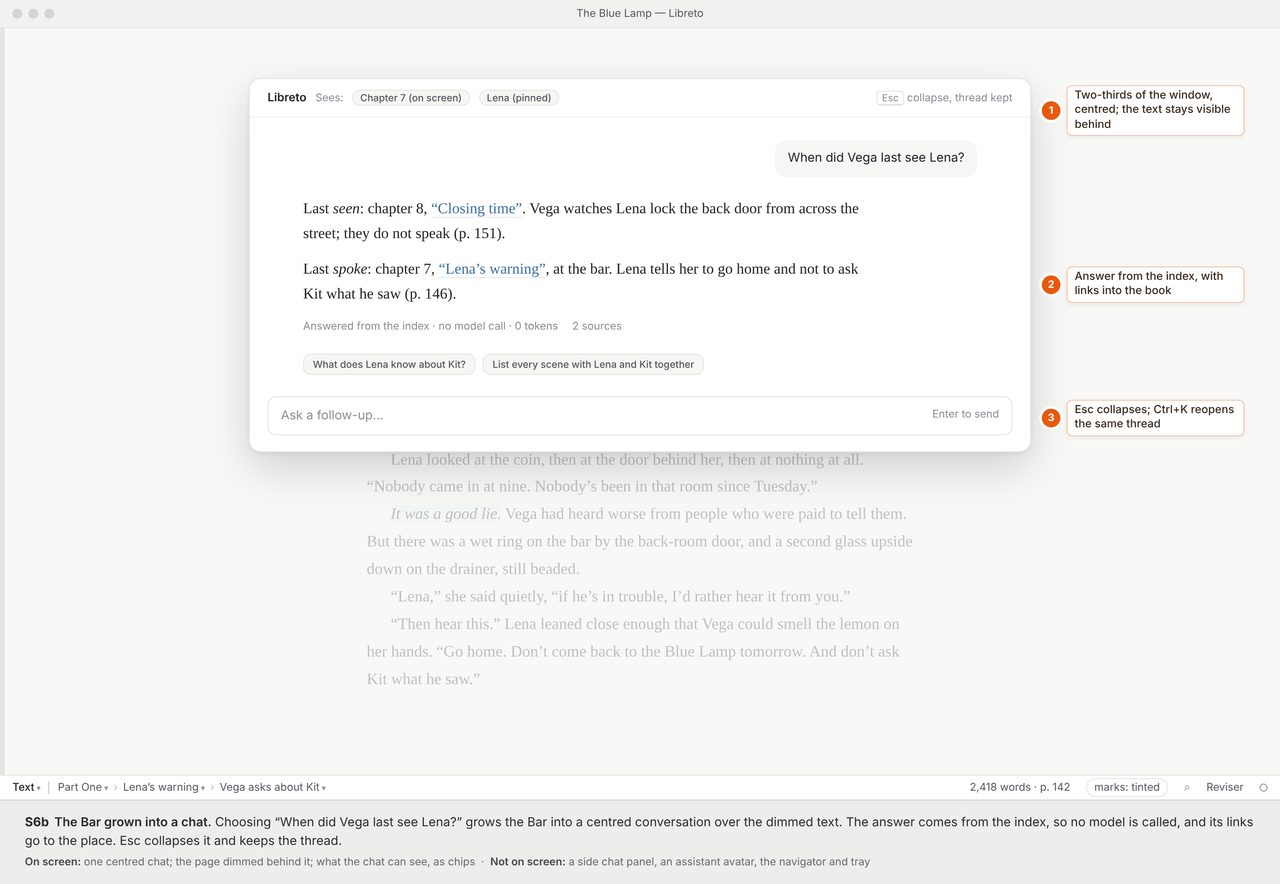 The Blue Lamp — Libreto
Libreto Sees: Chapter 7 (on screen) Lena (pinned) Esc collapse, thread kept
When did Vega last see Lena?
Last seen: chapter 8, “Closing time”. Vega watches Lena lock the back door from across the
street; they do not speak (p. 151).
Last spoke: chapter 7, “Lena’s warning”, at the bar. Lena tells her to go home and not to ask
Kit what he saw (p. 146).
Answered from the index · no model call · 0 tokens 2 sources
What does Lena know about Kit? List every scene with Lena and Kit together
Ask a follow-up… Enter to send
1 Two-thirds of the window,
centred; the text stays visible
behind
2 Answer from the index, with
links into the book
3 Esc collapses; Ctrl+K reopens
the same thread
Lena looked at the coin, then at the door behind her, then at nothing at all.
“Nobody came in at nine. Nobody’s been in that room since Tuesday.”
It was a good lie. Vega had heard worse from people who were paid to tell them.
But there was a wet ring on the bar by the back-room door, and a second glass upside
down on the drainer, still beaded.
“Lena,” she said quietly, “if he’s in trouble, I’d rather hear it from you.”
“Then hear this.” Lena leaned close enough that Vega could smell the lemon on
her hands. “Go home. Don’t come back to the Blue Lamp tomorrow. And don’t ask
Kit what he saw.”
Text ▾ Part One ▾ › Lena’s warning ▾ › Vega asks about Kit ▾ 2,418 words · p. 142 marks: tinted Reviser
S6b The Bar grown into a chat. Choosing “When did Vega last see Lena?” grows the Bar into a centred conversation over the dimmed text. The answer comes from the index, so no model is called, and its links
go to the place. Esc collapses it and keeps the thread.
On screen: one centred chat; the page dimmed behind it; what the chat can see, as chips · Not on screen: a side chat panel, an assistant avatar, the navigator and tray